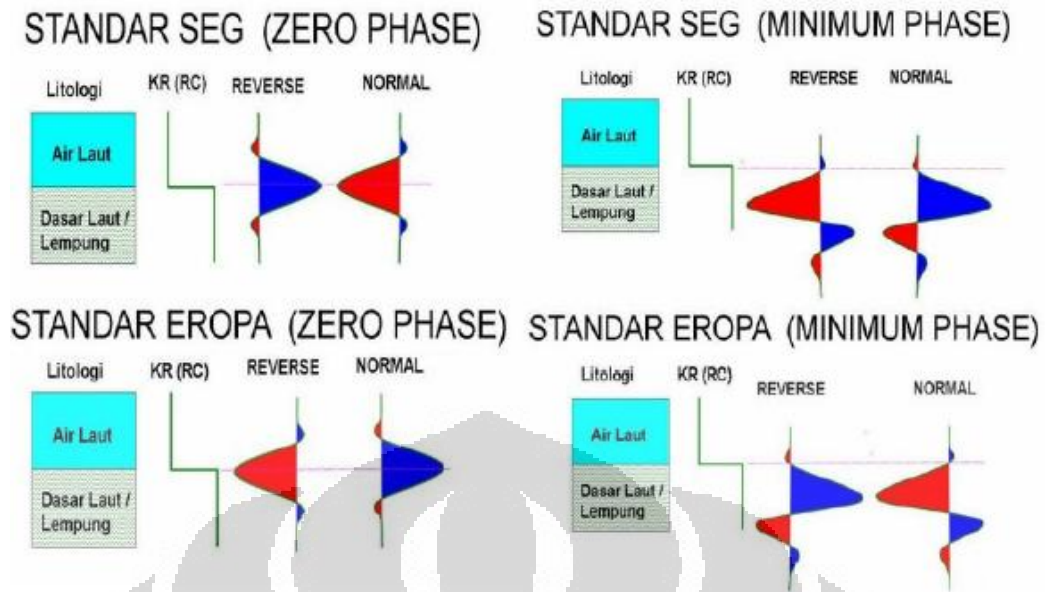 STANDAR SEG (ZERO PHASE)
Litologi KR (RC) REVERSE NORMAL
Air Laut
Dasar Laut /
Lempung
STANDAR SEG (MINIMUM PHASE)
Litologi KR (RC) REVERSE NORMAL
Air Laut
Dasar Laut /
Lempung
STANDAR EROPA (ZERO PHASE)
Litologi KR (RC) REVERSE NORMAL
Air Laut
Dasar Laut /
Lempung
STANDAR EROPA (MINIMUM PHASE)
Litologi KR (RC) REVERSE NORMAL
Air Laut
Dasar Laut /
Lempung